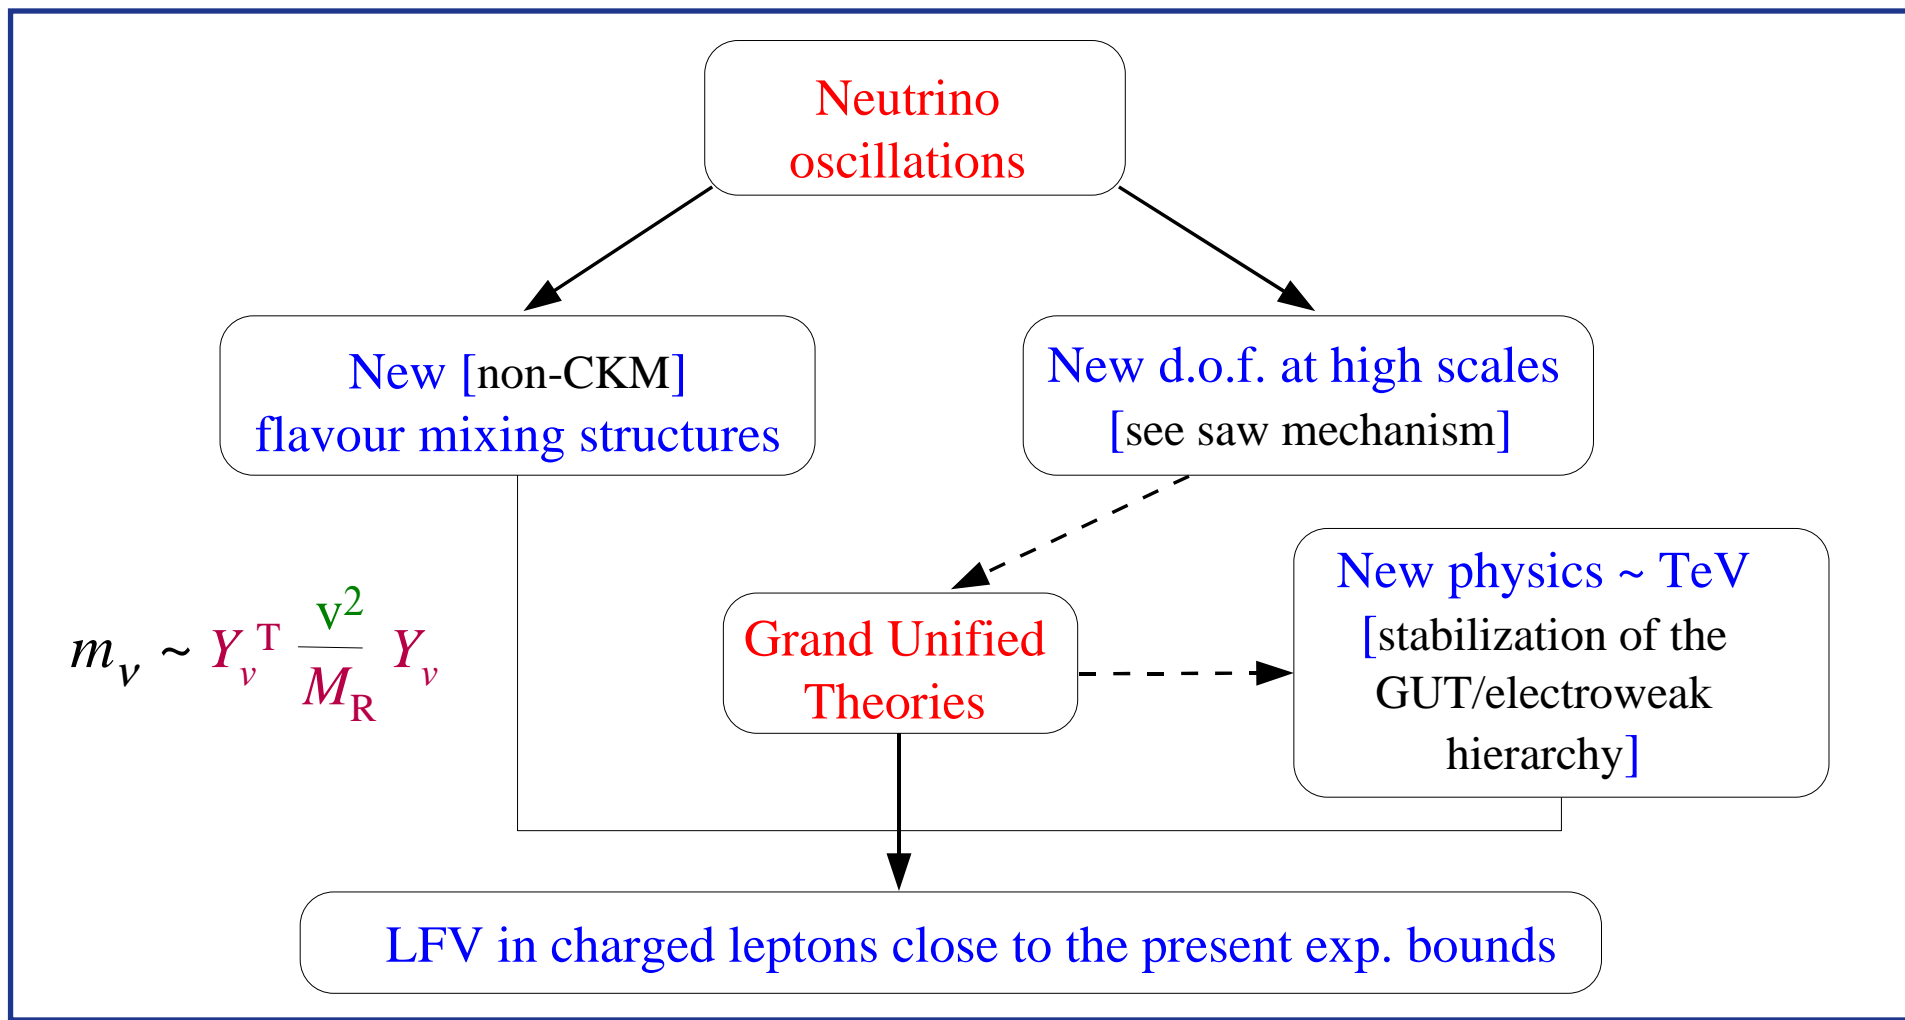 Neutrino
oscillations
New [non-CKM]
flavour mixing structures
New d.o.f. at high scales
[see saw mechanism]
m_ν ~ Y_ν^T v^2/M_R Y_ν
Grand Unified
Theories
New physics ~ TeV
[stabilization of the
GUT/electroweak
hierarchy]
LFV in charged leptons close to the present exp. bounds